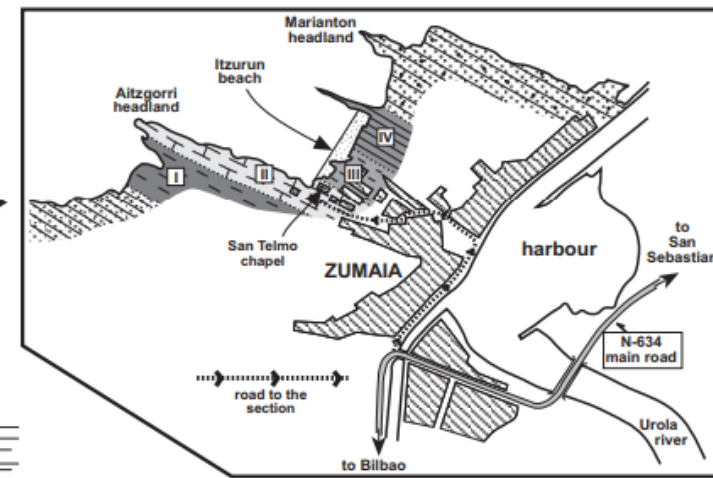 Marianton
headland
Itzurun
beach
Aitzgorri
headland
IV
III
II
I
San Telmo
chapel
ZUMAIA
harbour
to
San
Sebastian
N-634
main road
road to the
section
Urola
river
to Bilbao